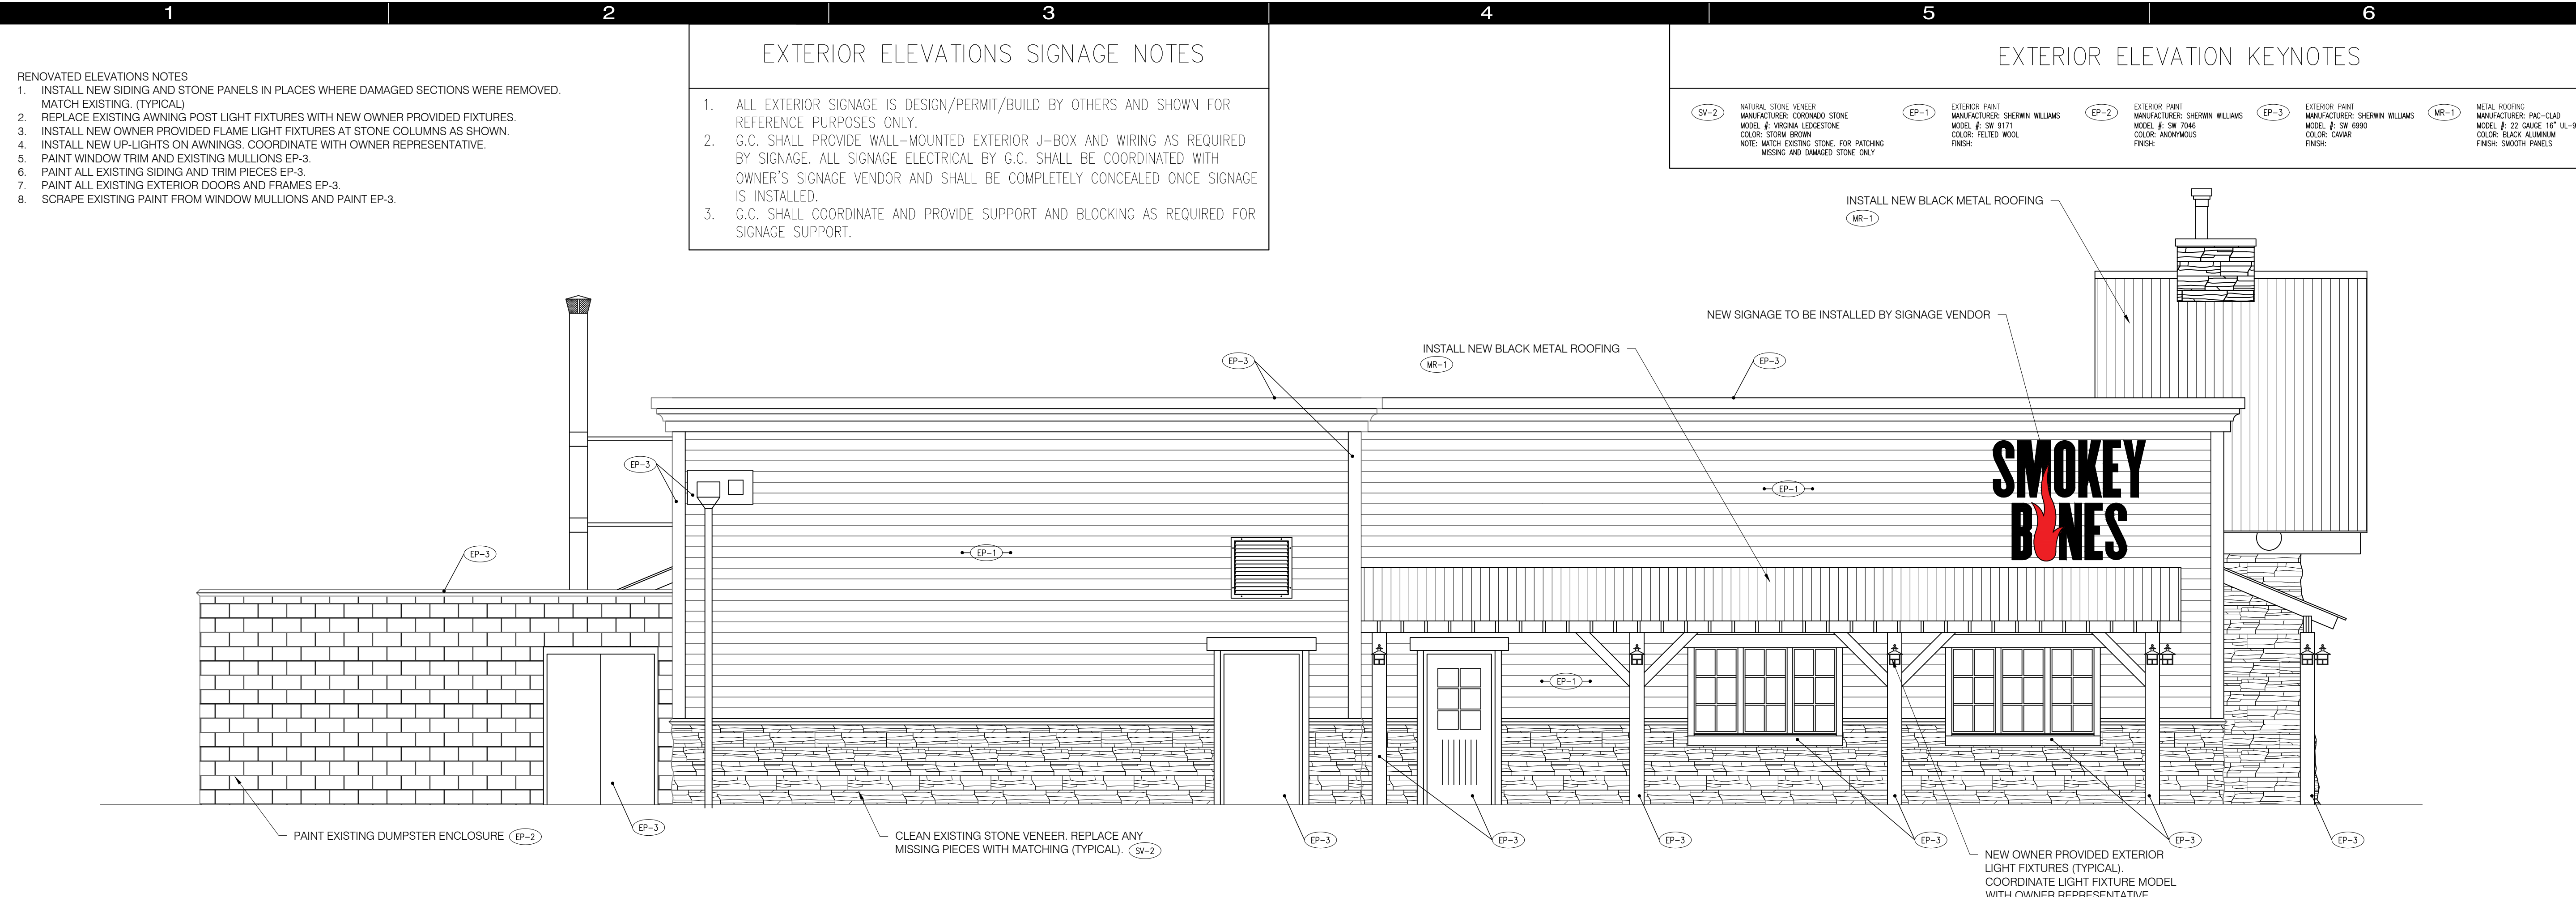 1 2 3 4 5 6
RENOVATED ELEVATIONS NOTES
1. INSTALL NEW SIDING AND STONE PANELS IN PLACES WHERE DAMAGED SECTIONS WERE REMOVED.
MATCH EXISTING. (TYPICAL)
2. REPLACE EXISTING AWNING POST LIGHT FIXTURES WITH NEW OWNER PROVIDED FIXTURES.
3. INSTALL NEW OWNER PROVIDED FLAME LIGHT FIXTURES AT STONE COLUMNS AS SHOWN.
4. INSTALL NEW UP-LIGHTS ON AWNINGS. COORDINATE WITH OWNER REPRESENTATIVE.
5. PAINT WINDOW TRIM AND EXISTING MULLIONS EP-3.
6. PAINT ALL EXISTING SIDING AND TRIM PIECES EP-3.
7. PAINT ALL EXISTING EXTERIOR DOORS AND FRAMES EP-3.
8. SCRAPE EXISTING PAINT FROM WINDOW MULLIONS AND PAINT EP-3.
EXTERIOR ELEVATIONS SIGNAGE NOTES
1. ALL EXTERIOR SIGNAGE IS DESIGN/PERMIT/BUILD BY OTHERS AND SHOWN FOR
REFERENCE PURPOSES ONLY.
2. G.C. SHALL PROVIDE WALL-MOUNTED EXTERIOR J-BOX AND WIRING AS REQUIRED
BY SIGNAGE. ALL SIGNAGE ELECTRICAL BY G.C. SHALL BE COORDINATED WITH
OWNER'S SIGNAGE VENDOR AND SHALL BE COMPLETELY CONCEALED ONCE SIGNAGE
IS INSTALLED.
3. G.C. SHALL COORDINATE AND PROVIDE SUPPORT AND BLOCKING AS REQUIRED FOR
SIGNAGE SUPPORT.
EXTERIOR ELEVATION KEYNOTES
SV-2
NATURAL STONE VENEER
MANUFACTURER: CORONADO STONE
MODEL #: VIRGINIA LEDGESTONE
COLOR: STORM BROWN
NOTE: MATCH EXISTING STONE. FOR PATCHING
MISSING AND DAMAGED STONE ONLY
EP-1
EXTERIOR PAINT
MANUFACTURER: SHERWIN WILLIAMS
MODEL #: SW 9171
COLOR: FELTED WOOL
FINISH:
EP-2
EXTERIOR PAINT
MANUFACTURER: SHERWIN WILLIAMS
MODEL #: SW 7046
COLOR: ANONYMOUS
FINISH:
EP-3
EXTERIOR PAINT
MANUFACTURER: SHERWIN WILLIAMS
MODEL #: SW 6990
COLOR: CAVIAR
FINISH:
MR-1
METAL ROOFING
MANUFACTURER: PAC-CLAD
MODEL #: 22 GAUGE 16" UL-9
COLOR: BLACK ALUMINUM
FINISH: SMOOTH PANELS
INSTALL NEW BLACK METAL ROOFING
MR-1
NEW SIGNAGE TO BE INSTALLED BY SIGNAGE VENDOR
INSTALL NEW BLACK METAL ROOFING
MR-1
EP-3
EP-3
EP-3
SMOKEY
BONES
EP-1
EP-1
EP-3
EP-1
PAINT EXISTING DUMPSTER ENCLOSURE EP-2
EP-3
CLEAN EXISTING STONE VENEER. REPLACE ANY
MISSING PIECES WITH MATCHING (TYPICAL). SV-2
EP-3
EP-3
EP-3
EP-3
EP-3
EP-3
NEW OWNER PROVIDED EXTERIOR
LIGHT FIXTURES (TYPICAL).
COORDINATE LIGHT FIXTURE MODEL
WITH OWNER REPRESENTATIVE